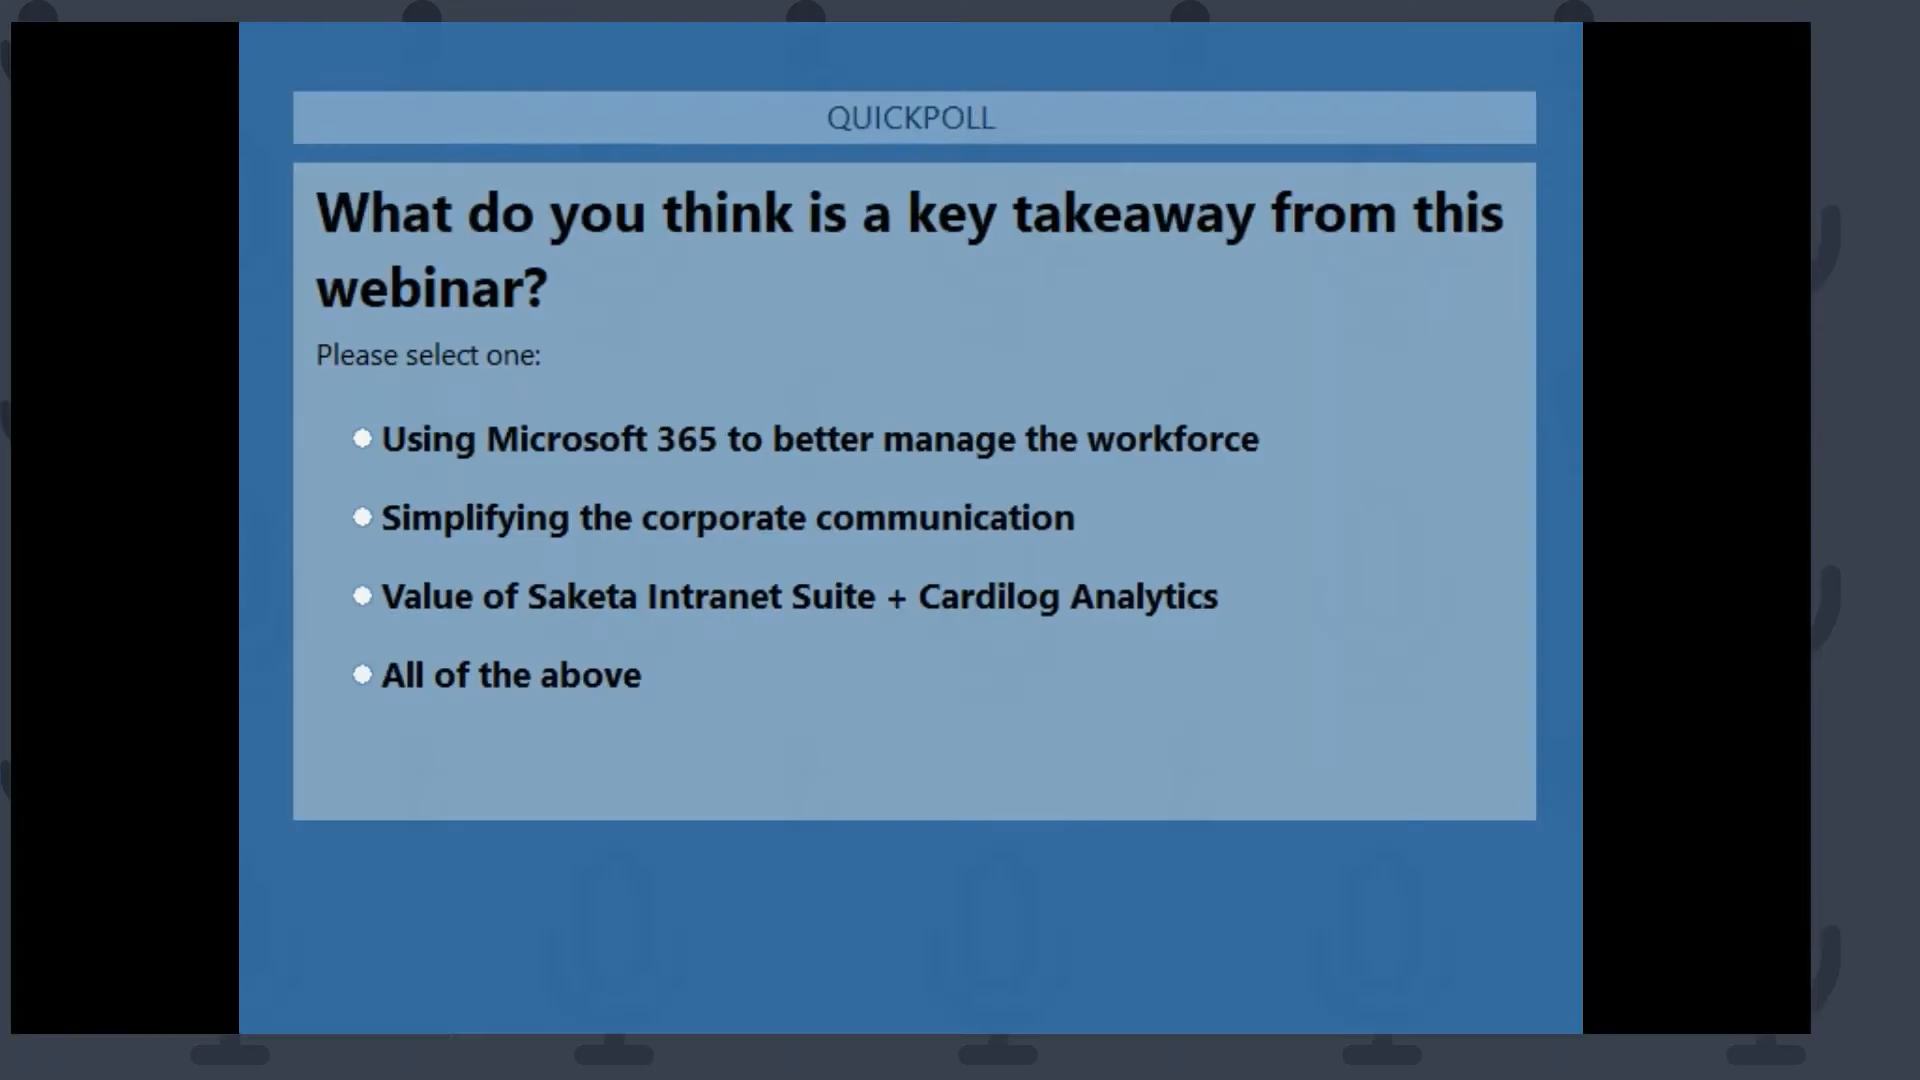 QUICKPOLL
What do you think is a key takeaway from this
webinar?
Please select one:
Using Microsoft 365 to better manage the workforce
Simplifying the corporate communication
Value of Saketa Intranet Suite + Cardilog Analytics
All of the above